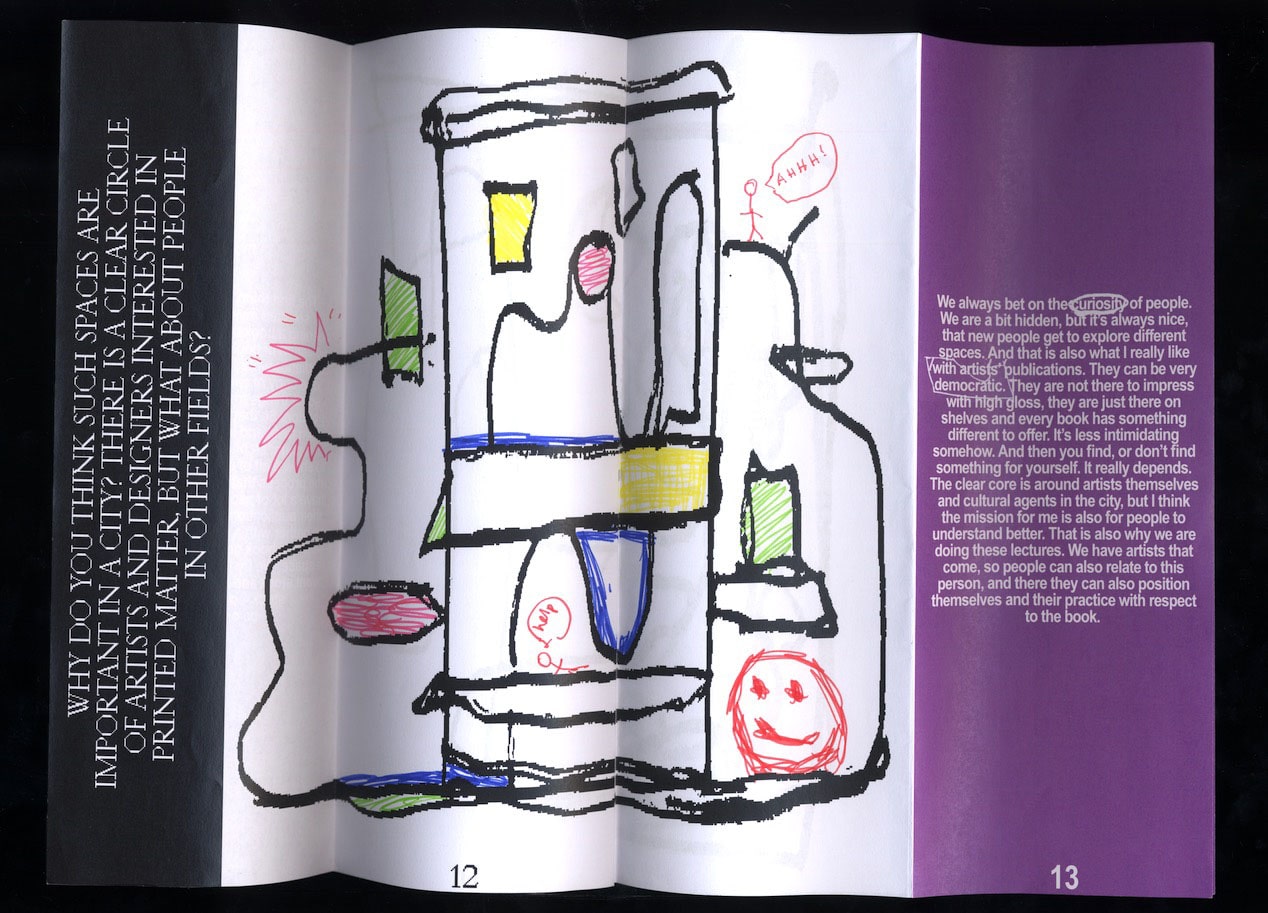 WHY DO YOU THINK SUCH SPACES ARE
IMPORTANT IN A CITY? THERE IS A CLEAR CIRCLE
OF ARTISTS AND DESIGNERS INTERESTED IN
PRINTED MATTER, BUT WHAT ABOUT PEOPLE
IN OTHER FIELDS?
AHHH!
help
12
We always bet on the curiosity of people.
We are a bit hidden, but it's always nice,
that new people get to explore different
spaces. And that is also what I really like
with artists' publications. They can be very
democratic. They are not there to impress
with high gloss, they are just there on
shelves and every book has something
different to offer. It's less intimidating
somehow. And then you find, or don't find
something for yourself. It really depends.
The clear core is around artists themselves
and cultural agents in the city, but I think
the mission for me is also for people to
understand better. That is also why we are
doing these lectures. We have artists that
come, so people can also relate to this
person, and there they can also position
themselves and their practice with respect
to the book.
13